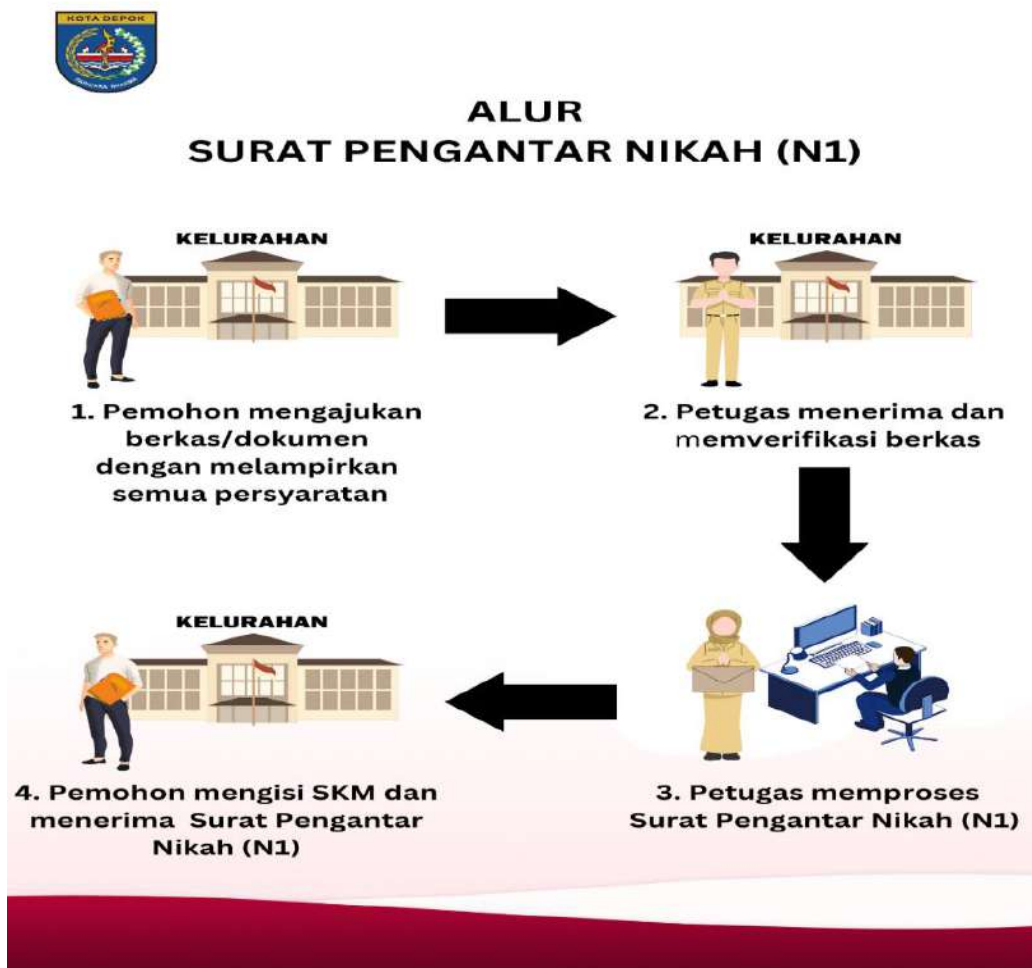 KOTA DEPOK
ALUR
SURAT PENGANTAR NIKAH (N1)
KELURAHAN
1. Pemohon mengajukan
berkas/dokumen
dengan melampirkan
semua persyaratan
KELURAHAN
2. Petugas menerima dan
memverifikasi berkas
3. Petugas memproses
Surat Pengantar Nikah (N1)
KELURAHAN
4. Pemohon mengisi SKM dan
menerima Surat Pengantar
Nikah (N1)